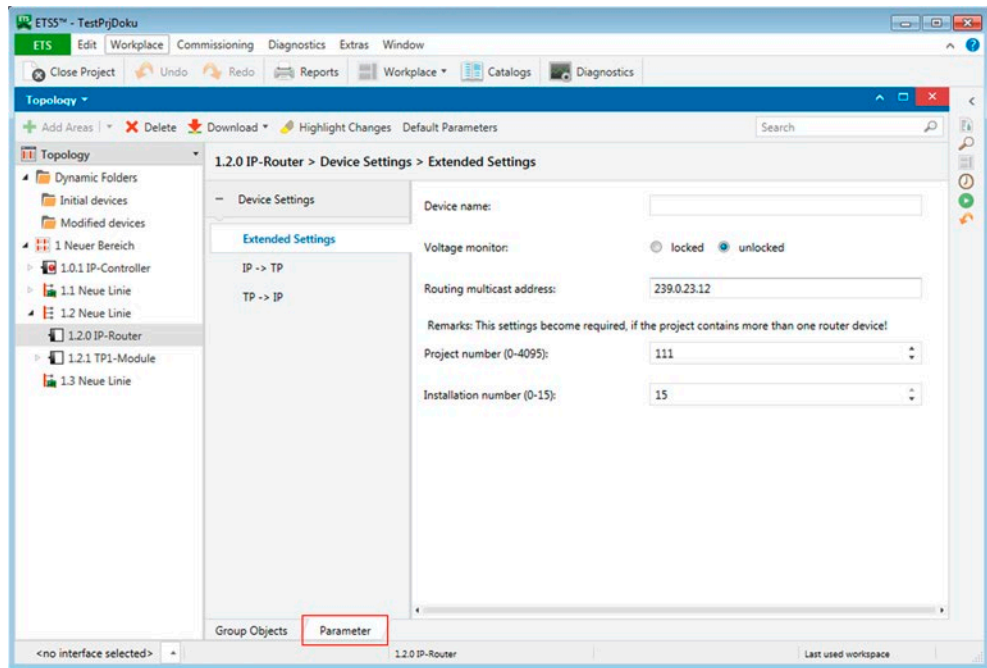 ETS5™ - TestPrjDoku
ETS Edit Workplace Commissioning Diagnostics Extras Window
Close Project Undo Redo Reports Workplace Catalogs Diagnostics
Topology
Add Areas Delete Download Highlight Changes Default Parameters Search
Topology
Dynamic Folders
Initial devices
Modified devices
1 Neuer Bereich
1.0.1 IP-Controller
1.1 Neue Linie
1.2 Neue Linie
1.2.0 IP-Router
1.2.1 TP1-Module
1.3 Neue Linie
1.2.0 IP-Router > Device Settings > Extended Settings
Device Settings
Extended Settings
IP -> TP
TP -> IP
Device name:
Voltage monitor: locked unlocked
Routing multicast address: 239.0.23.12
Remarks: This settings become required, if the project contains more than one router device!
Project number (0-4095): 111
Installation number (0-15): 15
Group Objects Parameter
<no interface selected> 1.2.0 IP-Router Last used workspace